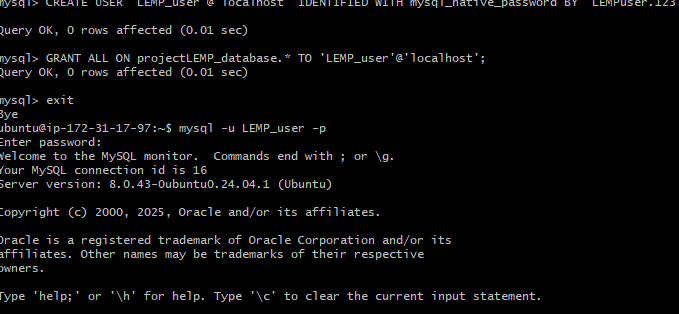 mysql> CREATE USER 'LEMP_user'@'localhost' IDENTIFIED WITH mysql_native_password BY 'LEMPuser.123
Query OK, 0 rows affected (0.01 sec)
mysql> GRANT ALL ON projectLEMP_database.* TO 'LEMP_user'@'localhost';
Query OK, 0 rows affected (0.01 sec)
mysql> exit
Bye
ubuntu@ip-172-31-17-97:~$ mysql -u LEMP_user -p
Enter password:
Welcome to the MySQL monitor.  Commands end with ; or \g.
Your MySQL connection id is 16
Server version: 8.0.43-0ubuntu0.24.04.1 (Ubuntu)
Copyright (c) 2000, 2025, Oracle and/or its affiliates.
Oracle is a registered trademark of Oracle Corporation and/or its
affiliates. Other names may be trademarks of their respective
owners.
Type 'help;' or '\h' for help. Type '\c' to clear the current input statement.